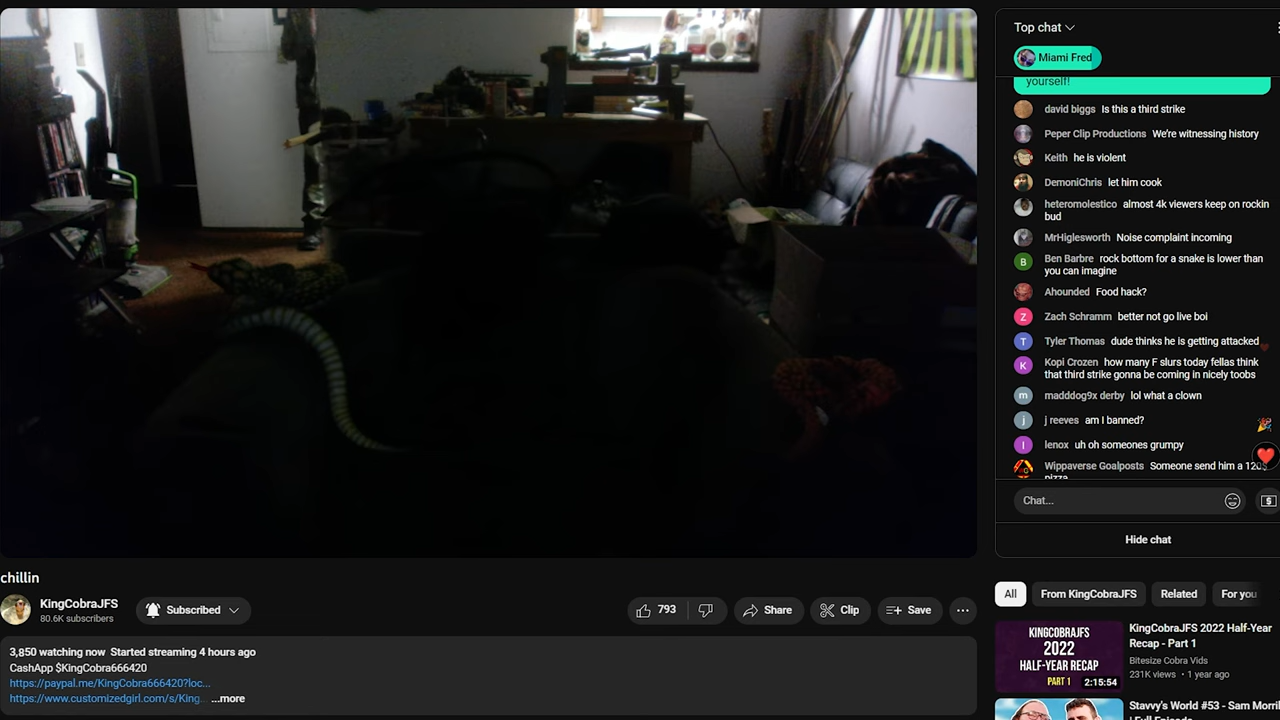 Top chat
Miami Fred
yourself!
david biggs Is this a third strike
Peper Clip Productions We're witnessing history
Keith he is violent
DemoniChris let him cook
heteromolestico almost 4k viewers keep on rockin
bud
MrHiglesworth Noise complaint incoming
B
Ben Barbre rock bottom for a snake is lower than
you can imagine
Ahounded Food hack?
Z
Zach Schramm better not go live boi
T
Tyler Thomas dude thinks he is getting attacked
K
Kopi Crozen how many F slurs today fellas think
that third strike gonna be coming in nicely toobs
m
maddog9x derby lol what a clown
j
j reeves am I banned?
l
lenox uh oh someones grumpy
Wippaverse Goalposts Someone send him a 120$
pizza
Chat...
$
Hide chat
chillin
KingCobraJFS
80.6K subscribers
Subscribed
793
Share
Clip
Save
3,850 watching now Started streaming 4 hours ago
CashApp $KingCobra666420
https://paypal.me/KingCobra666420?loc...
https://www.customizedgirl.com/s/King... ...more
All
From KingCobraJFS
Related
For you
KINGCOBRAJFS
2022
HALF-YEAR RECAP
PART 1
2:15:54
KingCobraJFS 2022 Half-Year
Recap - Part 1
Bitesize Cobra Vids
231K views • 1 year ago
Stavvy's World #53 - Sam Morri
Full Episode